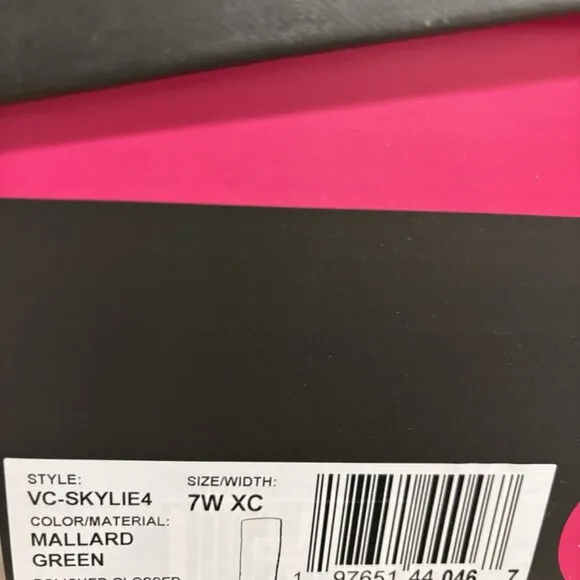 STYLE: SIZE/WIDTH:
VC-SKYLIE4 7W XC
COLOR/MATERIAL:
MALLARD
GREEN
1 97651 44 046 7